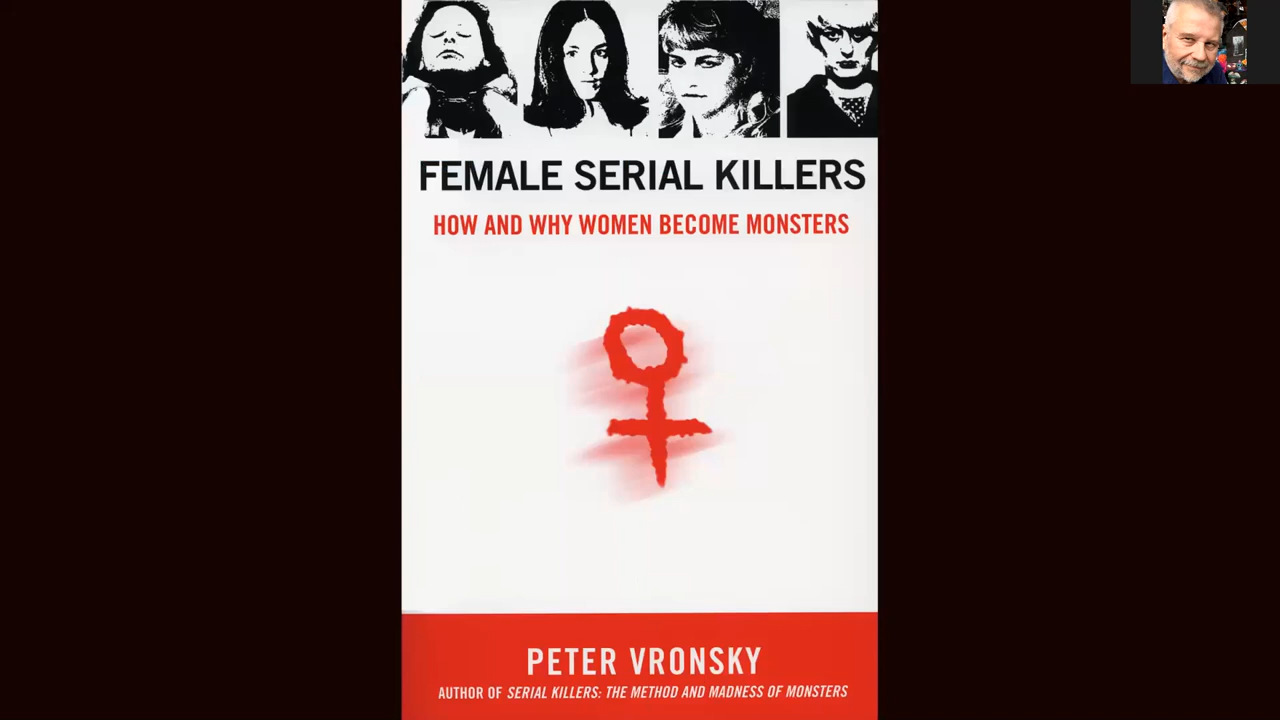 FEMALE SERIAL KILLERS
HOW AND WHY WOMEN BECOME MONSTERS
PETER VRONSKY
AUTHOR OF SERIAL KILLERS: THE METHOD AND MADNESS OF MONSTERS